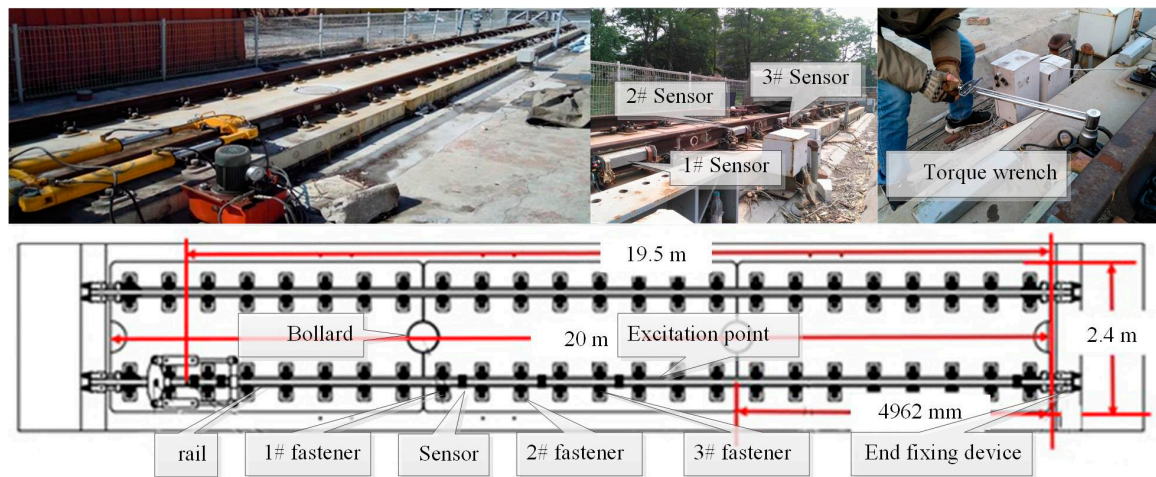 3# Sensor
2# Sensor
1# Sensor
Torque wrench
19.5 m
Bollard
20 m
Excitation point
2.4 m
4962 mm
rail
1# fastener
Sensor
2# fastener
3# fastener
End fixing device